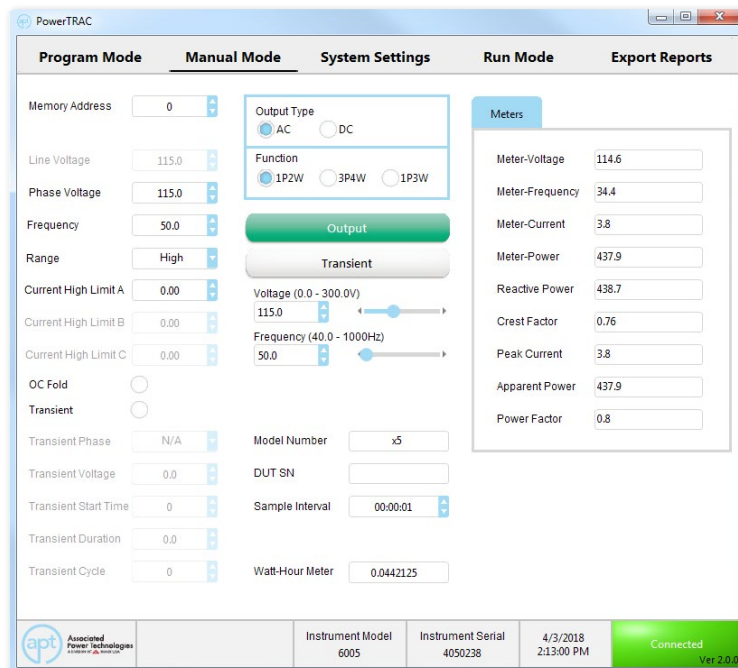 PowerTRAC
Program Mode
Manual Mode
System Settings
Run Mode
Export Reports
Memory Address 0
Line Voltage 115.0
Phase Voltage 115.0
Frequency 50.0
Range High
Current High Limit A 0.00
Current High Limit B 0.00
Current High Limit C 0.00
OC Fold
Transient
Transient Phase N/A
Transient Voltage 0.0
Transient Start Time 0
Transient Duration 0.0
Transient Cycle 0
Output Type
AC DC
Function
1P2W 3P4W 1P3W
Output
Transient
Voltage (0.0 - 300.0V)
115.0
Frequency (40.0 - 1000Hz)
50.0
Model Number x5
DUT SN
Sample Interval 00:00:01
Watt-Hour Meter 0.0442125
Meters
Meter-Voltage 114.6
Meter-Frequency 34.4
Meter-Current 3.8
Meter-Power 437.9
Reactive Power 438.7
Crest Factor 0.76
Peak Current 3.8
Apparent Power 437.9
Power Factor 0.8
apt
Associated
Power Technologies
Instrument Model
6005
Instrument Serial
4050238
4/3/2018
2:13:00 PM
Connected
Ver 2.0.0